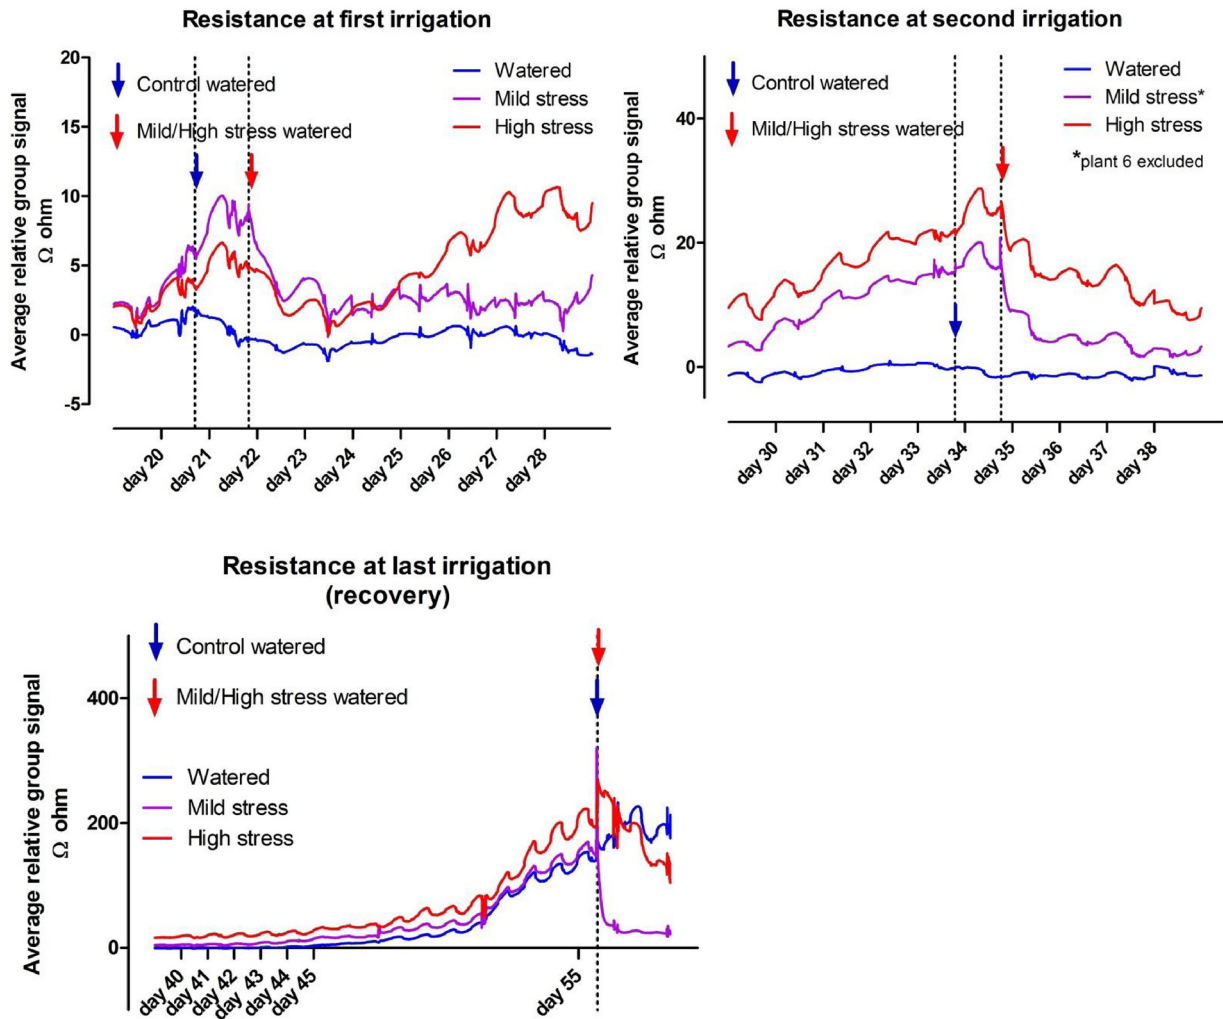 Resistance at first irrigation
Average relative group signal
Ω ohm
20
15
10
5
0
-5
Control watered
Mild/High stress watered
Watered
Mild stress
High stress
day 20
day 21
day 22
day 23
day 24
day 25
day 26
day 27
day 28
Resistance at second irrigation
Average relative group signal
Ω ohm
40
20
0
Control watered
Mild/High stress watered
Watered
Mild stress*
High stress
*plant 6 excluded
day 30
day 31
day 32
day 33
day 34
day 35
day 36
day 37
day 38
Resistance at last irrigation
(recovery)
Average relative group signal
Ω ohm
400
200
0
Control watered
Mild/High stress watered
Watered
Mild stress
High stress
day 40
day 41
day 42
day 43
day 44
day 45
day 55